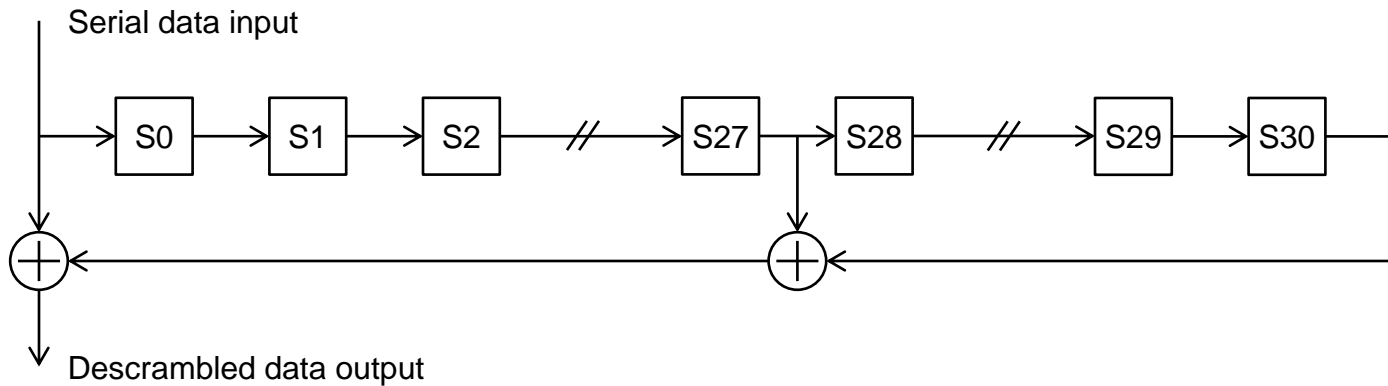 Serial data input
S0 S1 S2 S27 S28 S29 S30
Descrambled data output